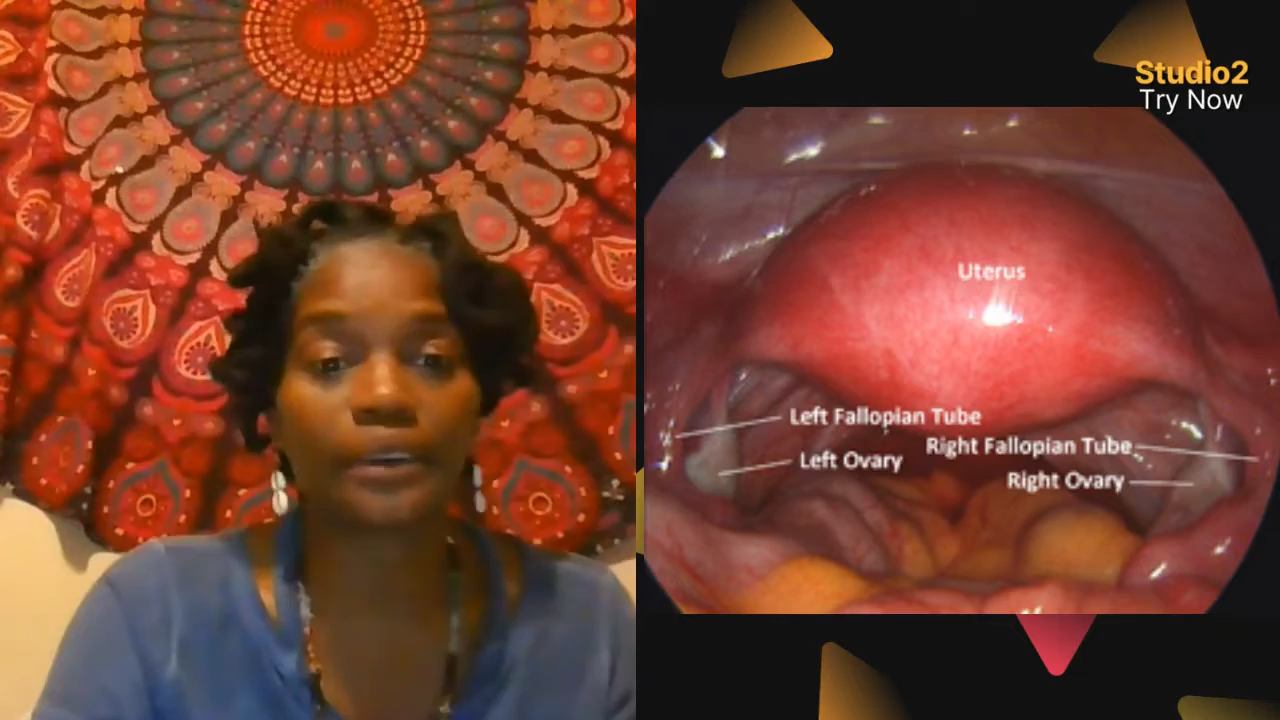 Studio2
Try Now
Uterus
Left Fallopian Tube
Right Fallopian Tube
Left Ovary
Right Ovary